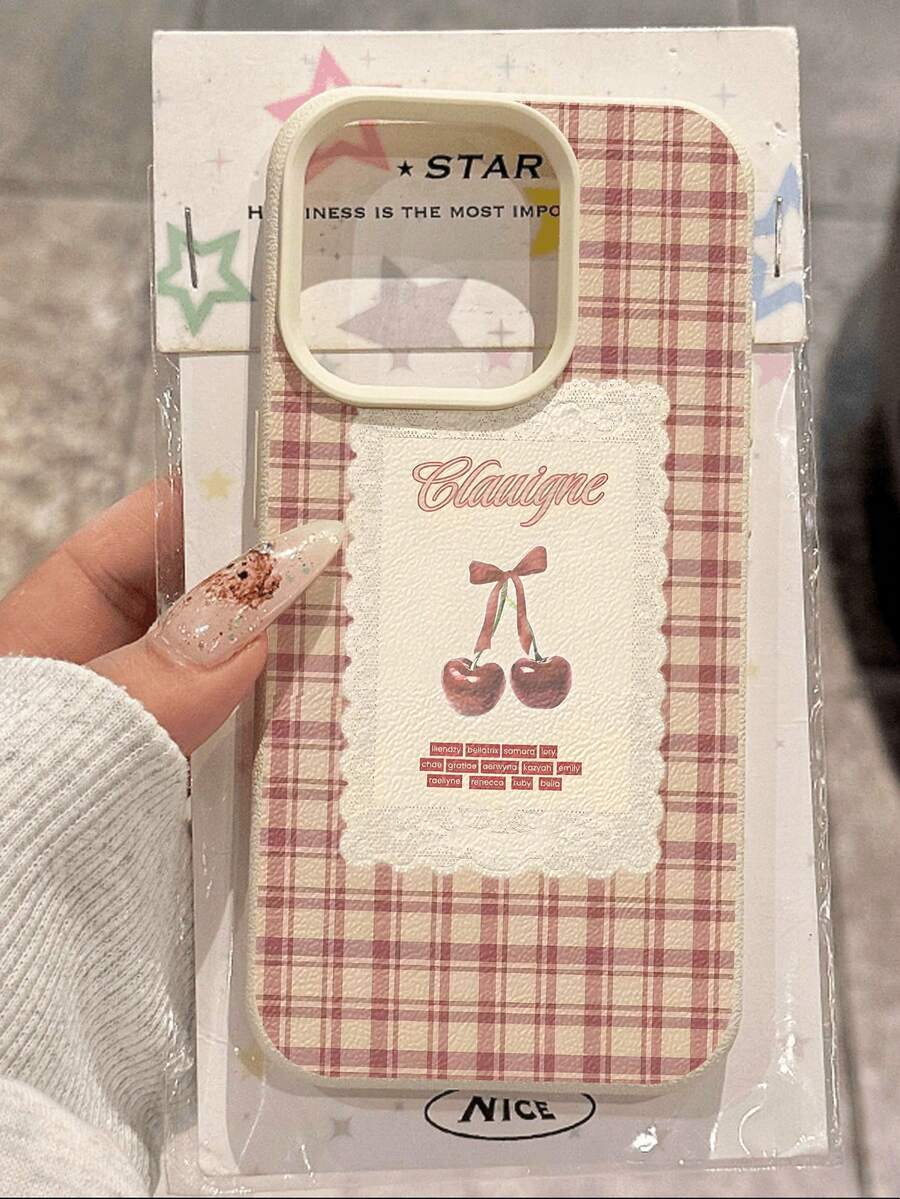 ★ STAR
H INESS IS THE MOST IMPO
Clauigne
liendzy bellatrix samara lory
chae gratiae aerwyna kazyah emily
raellyne renecca ruby bella
NICE